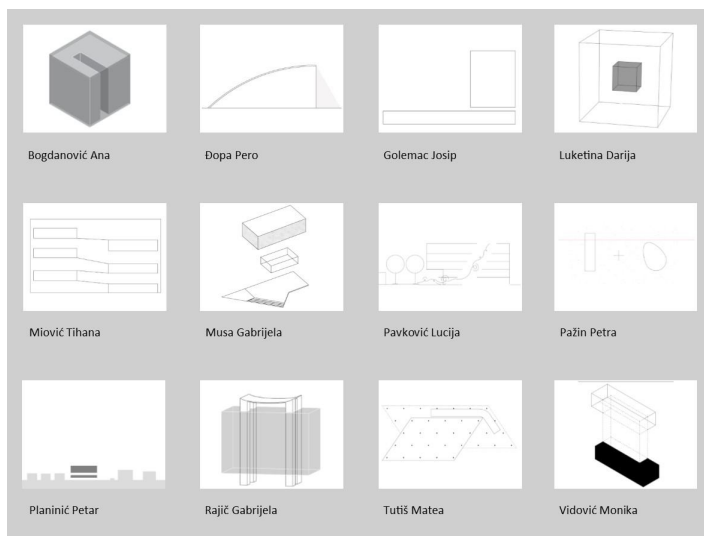 Bogdanović Ana
Đopa Pero
Golemac Josip
Luketina Darija
Miović Tihana
Musa Gabrijela
Pavković Lucija
Pažin Petra
Planinić Petar
Rajič Gabrijela
Tutiš Matea
Vidović Monika